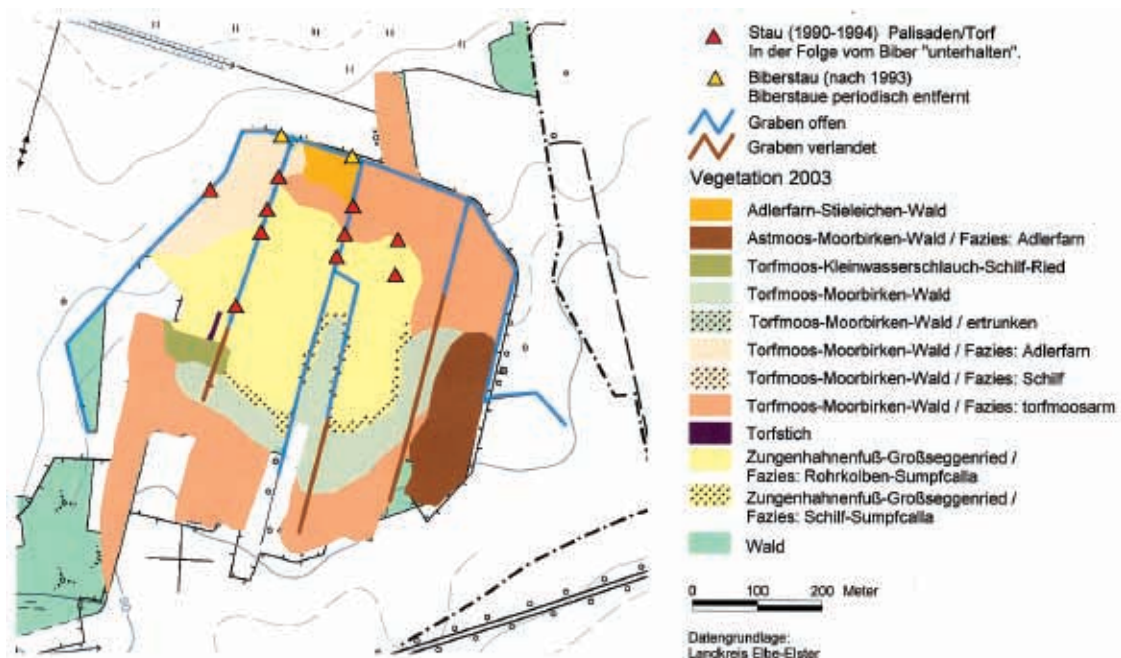 Stau (1990-1994) Palisaden/Torf
In der Folge vom Biber "unterhalten".
Biberstau (nach 1993)
Biberstaue periodisch entfernt
Graben offen
Graben verlandet
Vegetation 2003
Adlerfarn-Stieleichen-Wald
Astmoos-Moorbirken-Wald / Fazies: Adlerfarn
Torfmoos-Kleinwasserschlauch-Schilf-Ried
Torfmoos-Moorbirken-Wald
Torfmoos-Moorbirken-Wald / ertrunken
Torfmoos-Moorbirken-Wald / Fazies: Adlerfarn
Torfmoos-Moorbirken-Wald / Fazies: Schilf
Torfmoos-Moorbirken-Wald / Fazies: torfmoosarm
Torfstich
Zungenhahnenfuß-Großseggenried /
Fazies: Rohrkolben-Sumpfcalla
Zungenhahnenfuß-Großseggenried /
Fazies: Schilf-Sumpfcalla
Wald
0 100 200 Meter
Datengrundlage:
Landkreis Elbe-Elster